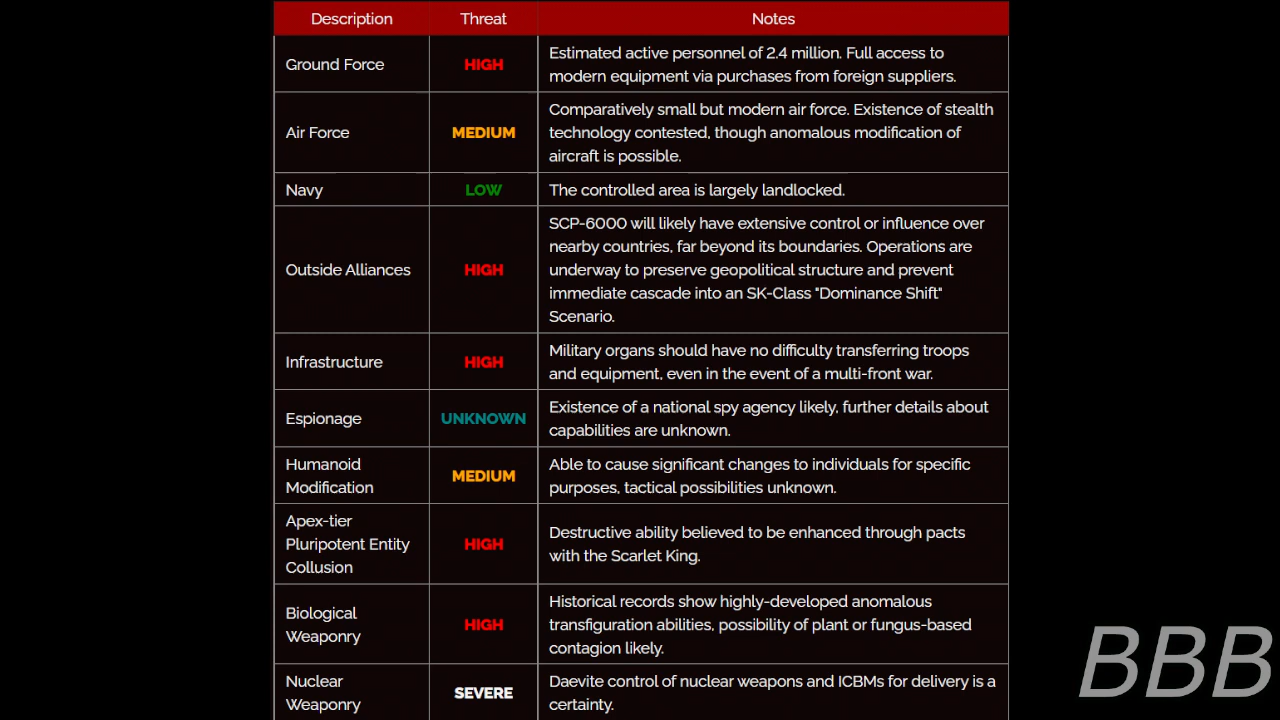 Description Threat Notes
Ground Force HIGH Estimated active personnel of 2.4 million. Full access to
modern equipment via purchases from foreign suppliers.
Air Force MEDIUM Comparatively small but modern air force. Existence of stealth
technology contested, though anomalous modification of
aircraft is possible.
Navy LOW The controlled area is largely landlocked.
Outside Alliances HIGH SCP-6000 will likely have extensive control or influence over
nearby countries, far beyond its boundaries. Operations are
underway to preserve geopolitical structure and prevent
immediate cascade into an SK-Class "Dominance Shift"
Scenario.
Infrastructure HIGH Military organs should have no difficulty transferring troops
and equipment, even in the event of a multi-front war.
Espionage UNKNOWN Existence of a national spy agency likely, further details about
capabilities are unknown.
Humanoid
Modification MEDIUM Able to cause significant changes to individuals for specific
purposes, tactical possibilities unknown.
Apex-tier
Pluripotent Entity
Collusion HIGH Destructive ability believed to be enhanced through pacts
with the Scarlet King.
Biological
Weaponry HIGH Historical records show highly-developed anomalous
transfiguration abilities, possibility of plant or fungus-based
contagion likely.
Nuclear
Weaponry SEVERE Daevite control of nuclear weapons and ICBMs for delivery is a
certainty.
BBB